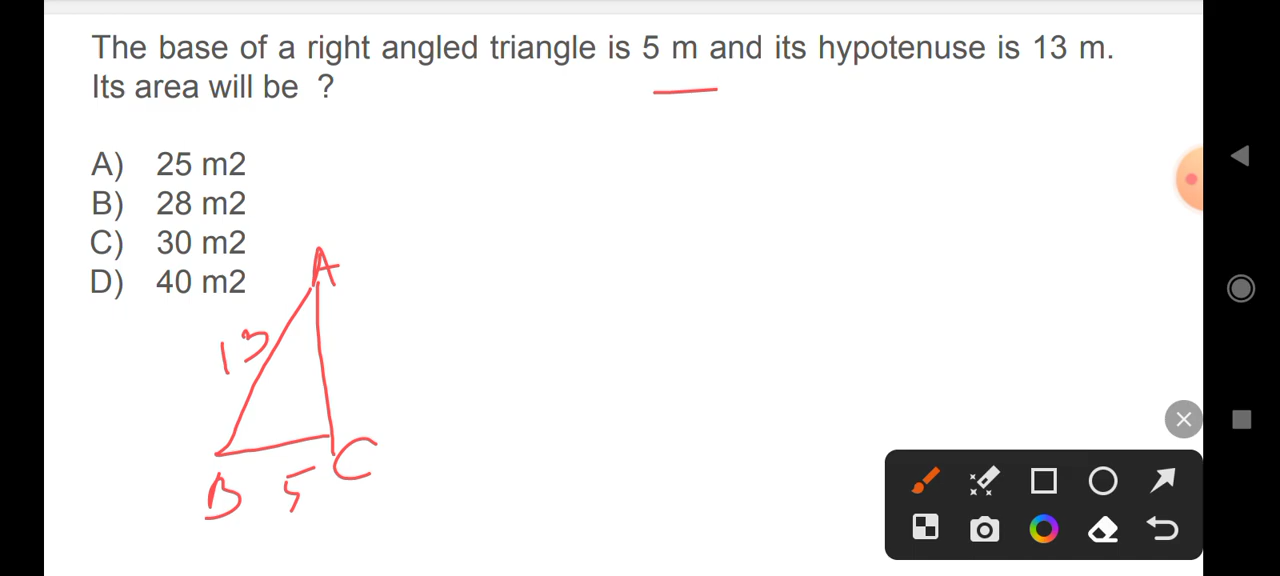 The base of a right angled triangle is 5 m and its hypotenuse is 13 m.
Its area will be ?
A) 25 m2
B) 28 m2
C) 30 m2
D) 40 m2
A
13
B 5 C